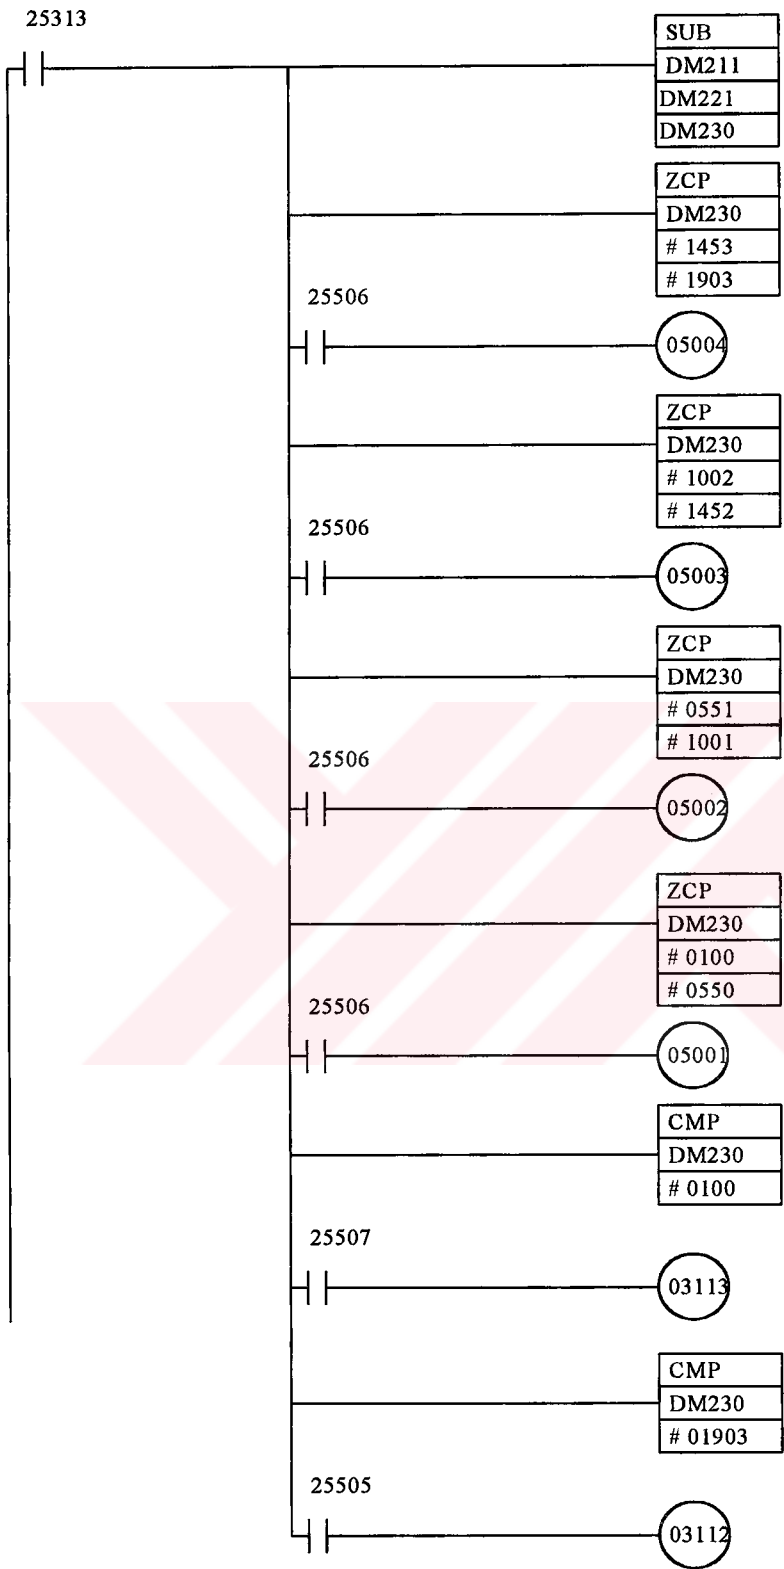 25313
SUB
DM211
DM221
DM230
ZCP
DM230
# 1453
# 1903
25506
05004
ZCP
DM230
# 1002
# 1452
25506
05003
ZCP
DM230
# 0551
# 1001
25506
05002
ZCP
DM230
# 0100
# 0550
25506
05001
CMP
DM230
# 0100
25507
03113
CMP
DM230
# 01903
25505
03112